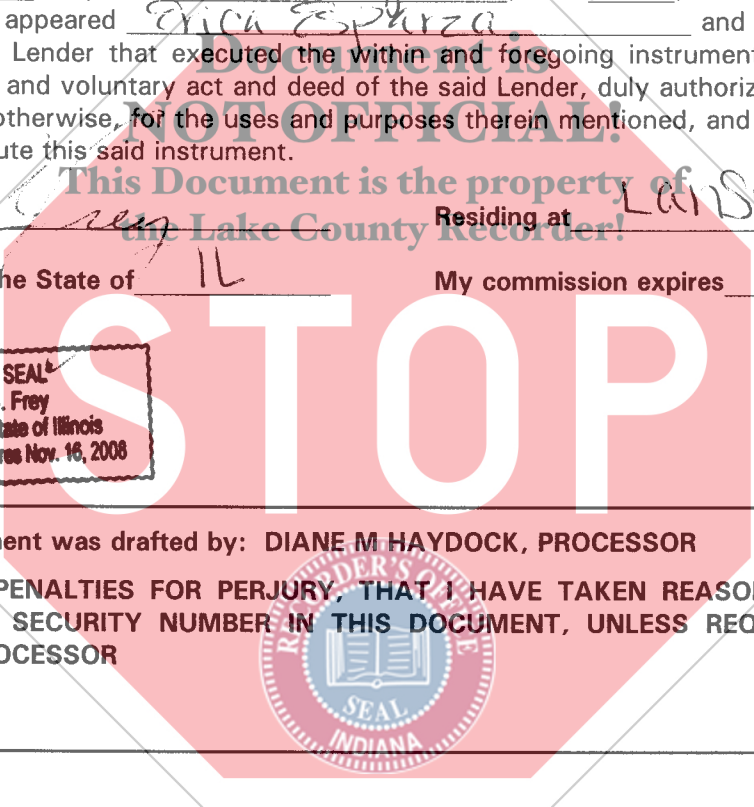 appeared Erica Esparza and
Document is
Lender that executed the within and foregoing instrument
and voluntary act and deed of the said Lender, duly authoriz
NOT OFFICIAL!
otherwise, for the uses and purposes therein mentioned, and
ute this said instrument.
This Document is the property of
the Lake County Recorder!
Residing at Lans
he State of IL My commission expires
STOP
SEAL
. Frey
tate of Illinois
res Nov. 16, 2008
ent was drafted by: DIANE M HAYDOCK, PROCESSOR
PENALTIES FOR PERJURY, THAT I HAVE TAKEN REASO
SECURITY NUMBER IN THIS DOCUMENT, UNLESS REQ
OCESSOR
RECORDER'S OFFICE
SEAL
INDIANA